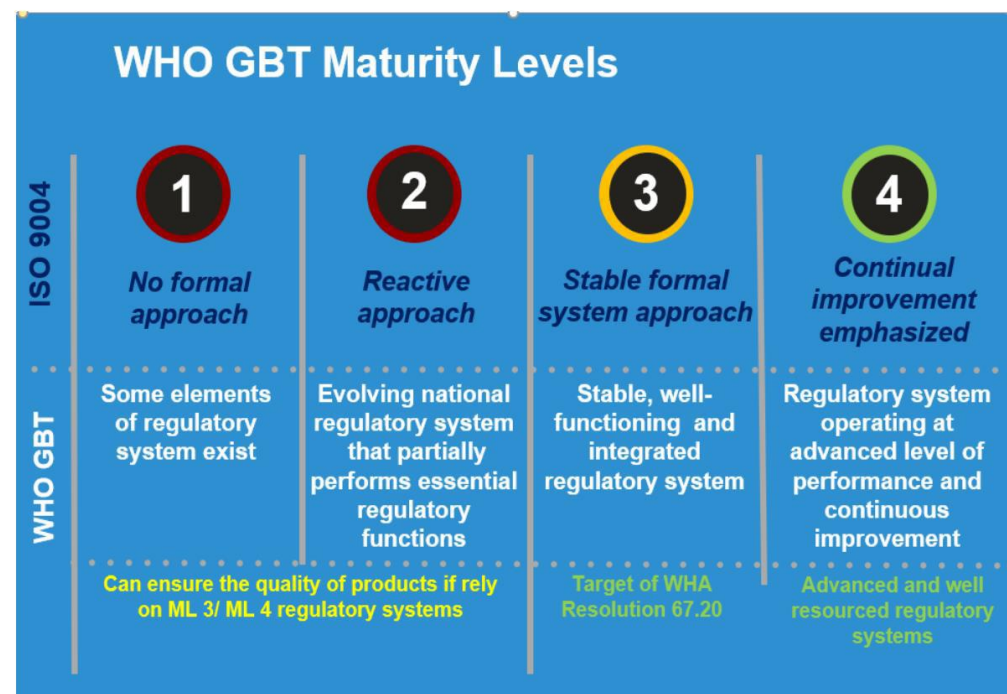 WHO GBT Maturity Levels
ISO 9004
1
No formal
approach
2
Reactive
approach
3
Stable formal
system approach
4
Continual
improvement
emphasized
WHO GBT
Some elements
of regulatory
system exist
Evolving national
regulatory system
that partially
performs essential
regulatory
functions
Stable, well-
functioning and
integrated
regulatory system
Regulatory system
operating at
advanced level of
performance and
continuous
improvement
Can ensure the quality of products if rely
on ML 3/ ML 4 regulatory systems
Target of WHA
Resolution 67.20
Advanced and well
resourced regulatory
systems